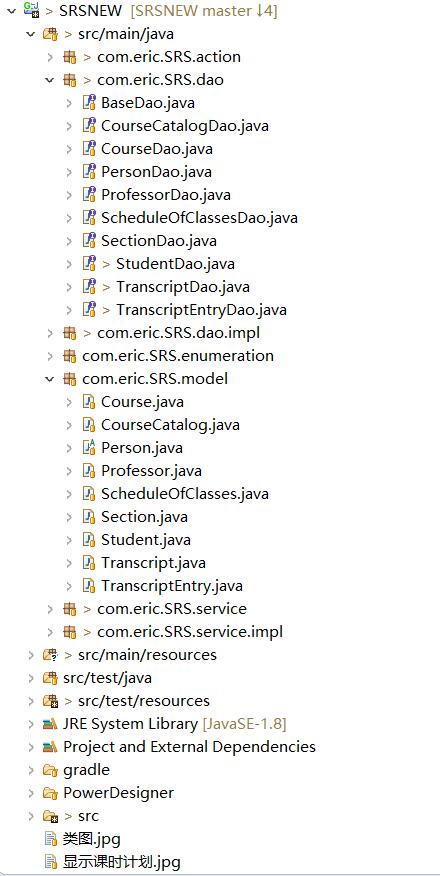 > SRSNEW [SRSNEW master ↓4]
> src/main/java
> com.eric.SRS.action
> com.eric.SRS.dao
BaseDao.java
CourseCatalogDao.java
CourseDao.java
PersonDao.java
ProfessorDao.java
ScheduleOfClassesDao.java
SectionDao.java
> StudentDao.java
> TranscriptDao.java
> TranscriptEntryDao.java
> com.eric.SRS.dao.impl
com.eric.SRS.enumeration
com.eric.SRS.model
Course.java
CourseCatalog.java
Person.java
Professor.java
ScheduleOfClasses.java
Section.java
Student.java
Transcript.java
TranscriptEntry.java
> com.eric.SRS.service
> com.eric.SRS.service.impl
> src/main/resources
src/test/java
> src/test/resources
JRE System Library [JavaSE-1.8]
Project and External Dependencies
gradle
PowerDesigner
> src
类图.jpg
显示课时计划.jpg